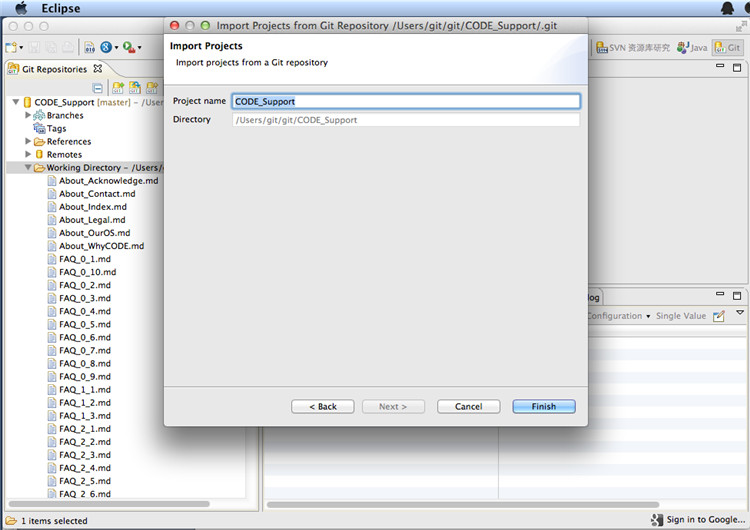 Eclipse
Import Projects from Git Repository /Users/git/git/CODE_Support/.git
Import Projects
Import projects from a Git repository
SVN 资源库研究
Java
Git
Git Repositories
CODE_Support [master] - /User
Branches
Tags
References
Remotes
Working Directory - /Users/g
About_Acknowledge.md
About_Contact.md
About_Index.md
About_Legal.md
About_OurOS.md
About_WhyCODE.md
FAQ_0_1.md
FAQ_0_10.md
FAQ_0_2.md
FAQ_0_3.md
FAQ_0_4.md
FAQ_0_5.md
FAQ_0_6.md
FAQ_0_7.md
FAQ_0_8.md
FAQ_0_9.md
FAQ_1_1.md
FAQ_1_2.md
FAQ_1_3.md
FAQ_2_1.md
FAQ_2_2.md
FAQ_2_3.md
FAQ_2_4.md
FAQ_2_5.md
FAQ_2_6.md
Project name CODE_Support
Directory /Users/git/git/CODE_Support
log
Configuration
Single Value
< Back
Next >
Cancel
Finish
1 items selected
Sign in to Google...